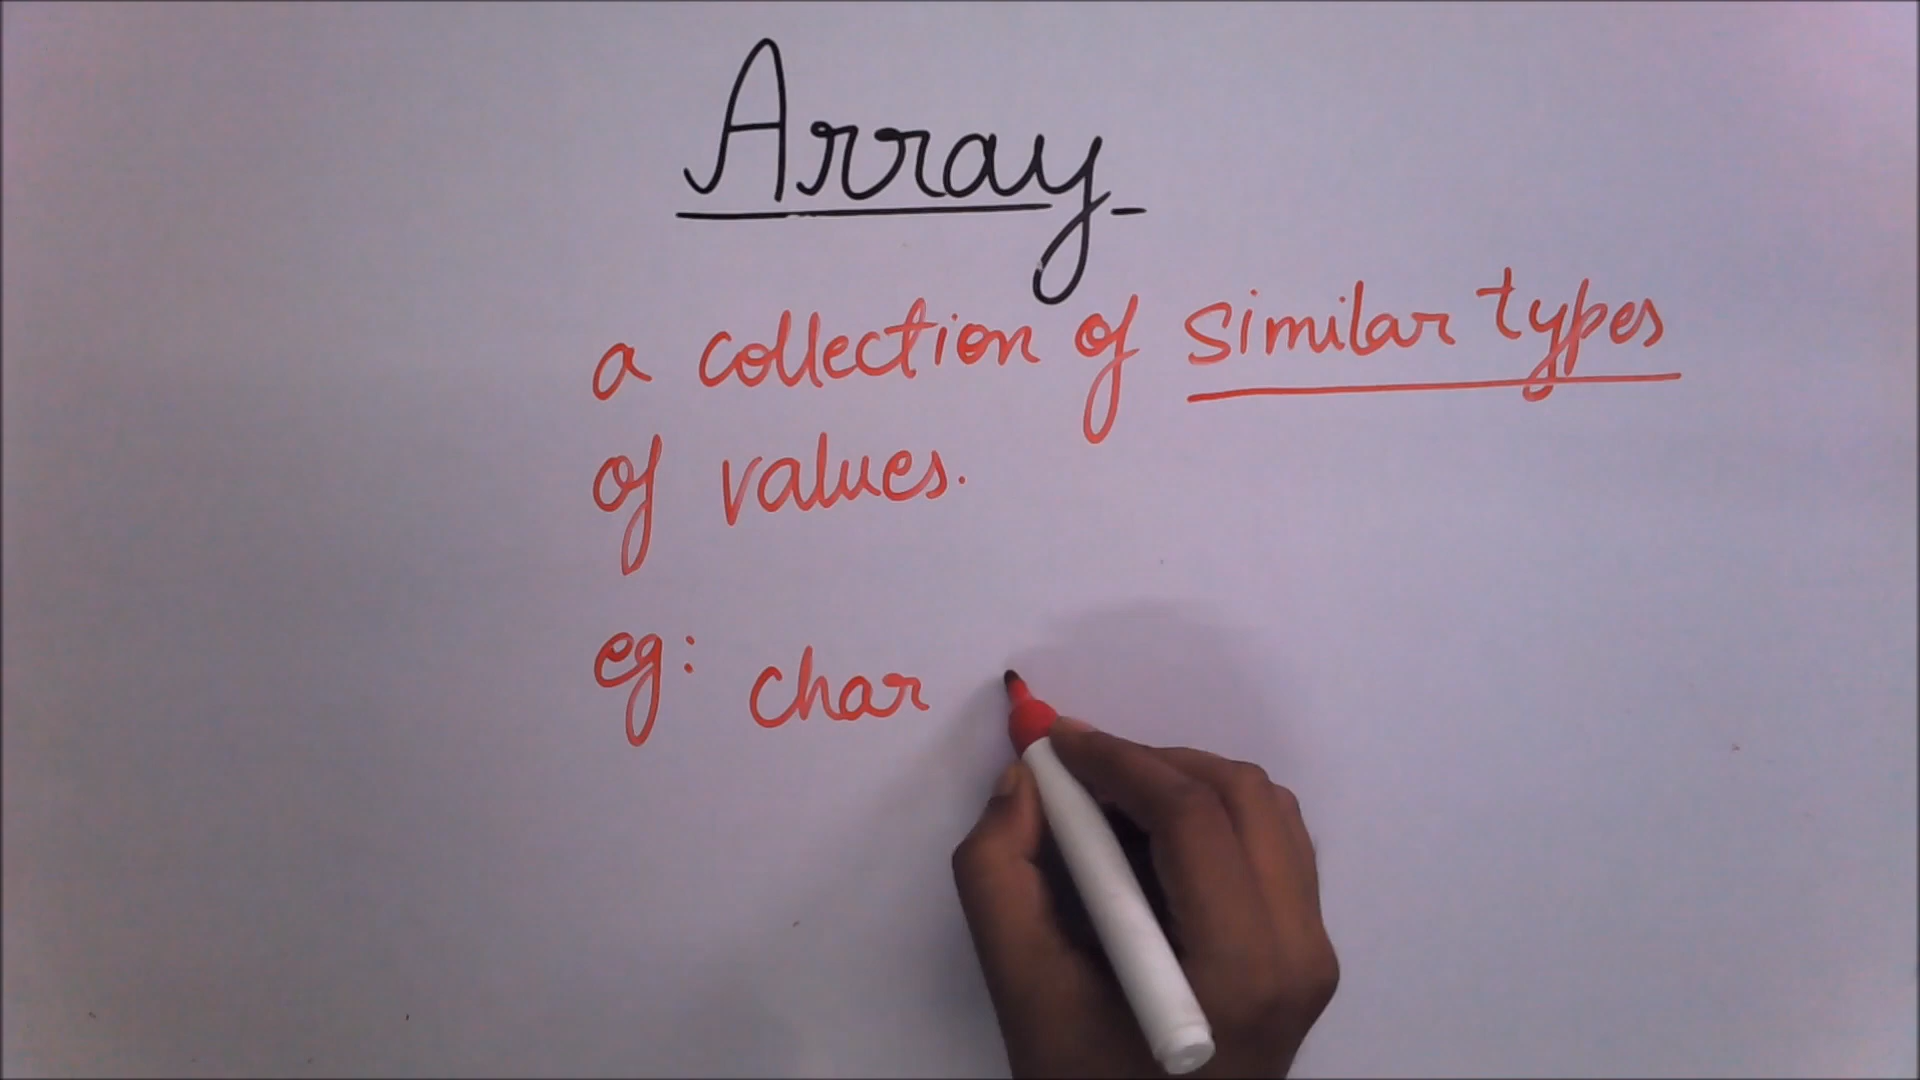 Array
a collection of similar types
of values.
eg: char